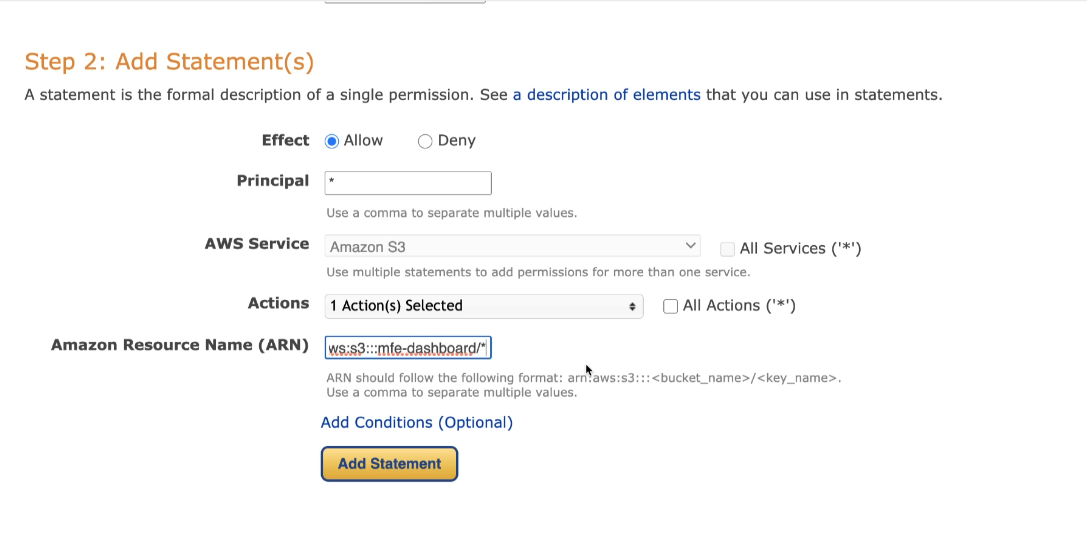 Step 2: Add Statement(s)
A statement is the formal description of a single permission. See a description of elements that you can use in statements.
Effect Allow Deny
Principal *
Use a comma to separate multiple values.
AWS Service Amazon S3 All Services ('*')
Use multiple statements to add permissions for more than one service.
Actions 1 Action(s) Selected All Actions ('*')
Amazon Resource Name (ARN) ws:s3:::mfe-dashboard/*
ARN should follow the following format: arn:aws:s3:::<bucket_name>/<key_name>.
Use a comma to separate multiple values.
Add Conditions (Optional)
Add Statement